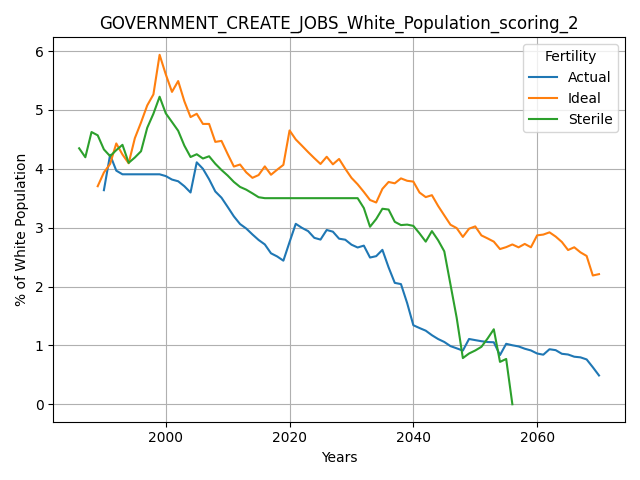 GOVERNMENT_CREATE_JOBS_White_Population_scoring_2
% of White Population
6
5
4
3
2
1
0
2000 2020 2040 2060
Years
Fertility
Actual
Ideal
Sterile